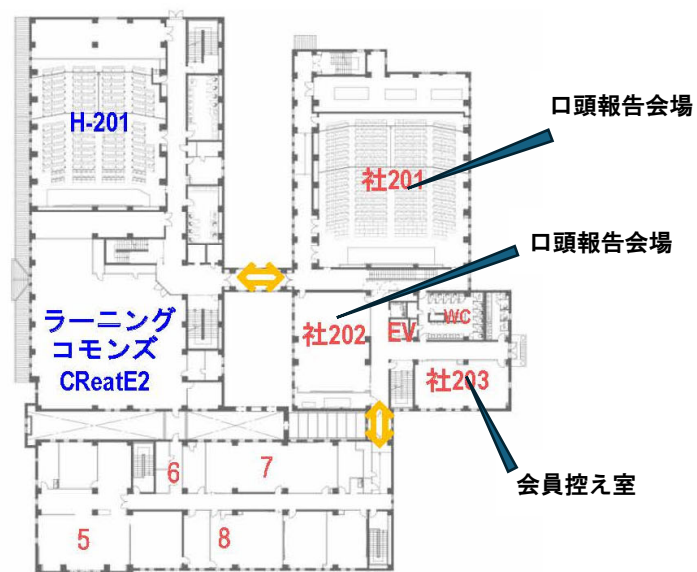 口頭報告会場
H-201
社201
口頭報告会場
ラーニング
コモンズ
CReatE2
社202
EV
WC
社203
会員控え室
6
7
5
8